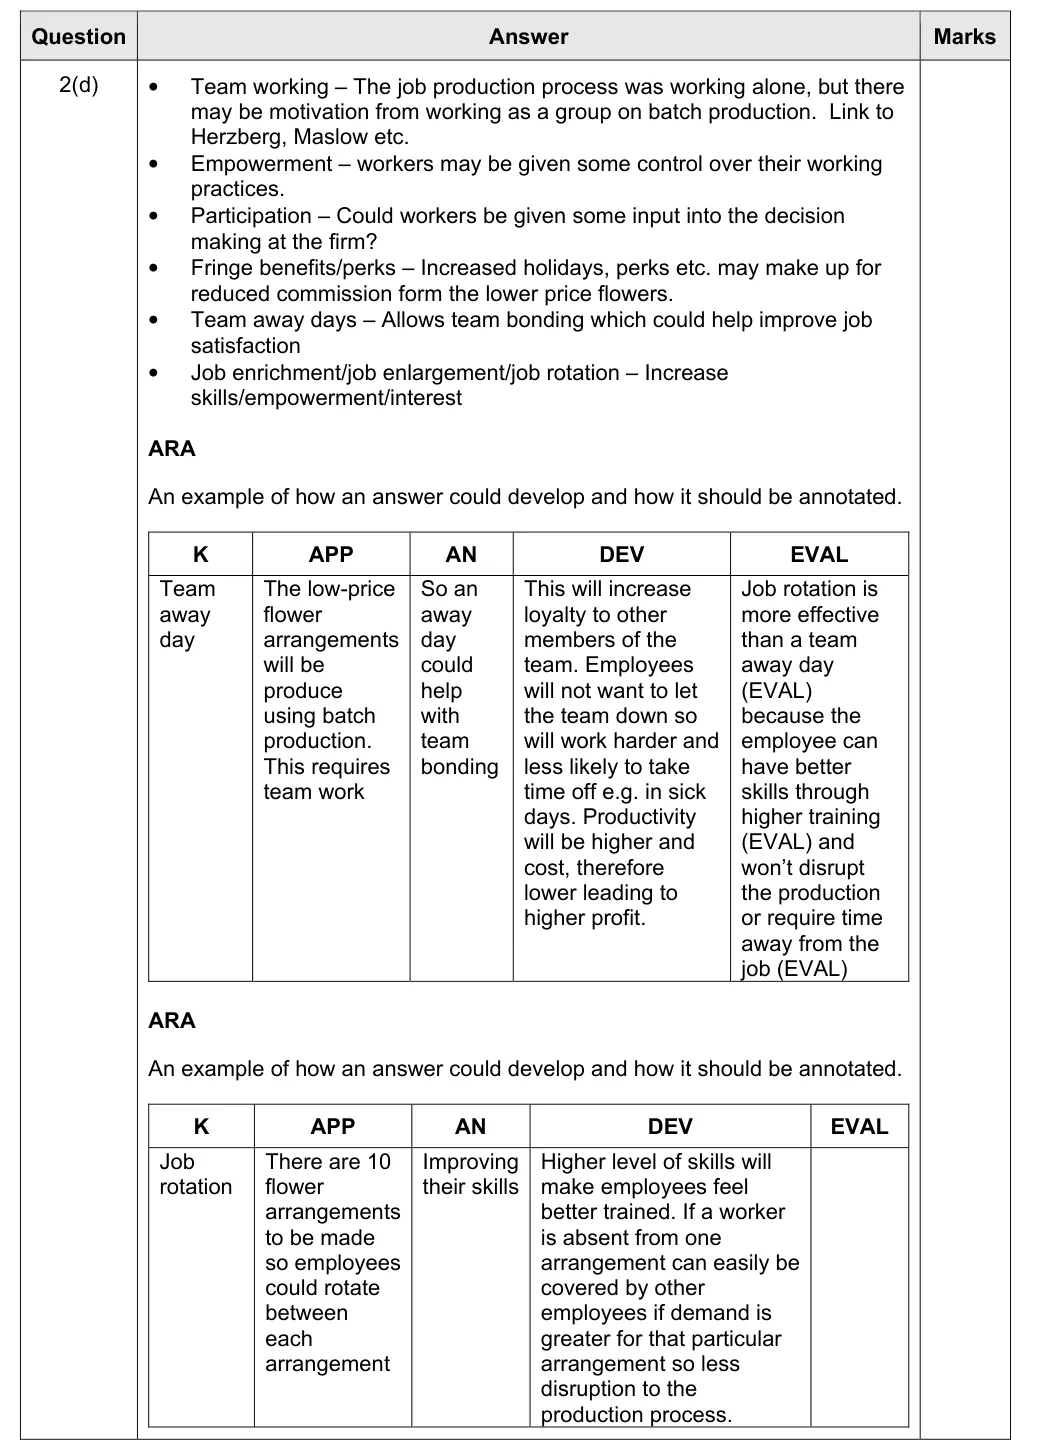 Question Answer Marks
2(d)
• Team working – The job production process was working alone, but there
may be motivation from working as a group on batch production.  Link to
Herzberg, Maslow etc.
• Empowerment – workers may be given some control over their working
practices.
• Participation – Could workers be given some input into the decision
making at the firm?
• Fringe benefits/perks – Increased holidays, perks etc. may make up for
reduced commission form the lower price flowers.
• Team away days – Allows team bonding which could help improve job
satisfaction
• Job enrichment/job enlargement/job rotation – Increase
skills/empowerment/interest
ARA
An example of how an answer could develop and how it should be annotated.
K APP AN DEV EVAL
Team
away
day
The low-price
flower
arrangements
will be
produce
using batch
production.
This requires
team work
So an
away
day
could
help
with
team
bonding
This will increase
loyalty to other
members of the
team. Employees
will not want to let
the team down so
will work harder and
less likely to take
time off e.g. in sick
days. Productivity
will be higher and
cost, therefore
lower leading to
higher profit.
Job rotation is
more effective
than a team
away day
(EVAL)
because the
employee can
have better
skills through
higher training
(EVAL) and
won’t disrupt
the production
or require time
away from the
job (EVAL)
ARA
An example of how an answer could develop and how it should be annotated.
K APP AN DEV EVAL
Job
rotation
There are 10
flower
arrangements
to be made
so employees
could rotate
between
each
arrangement
Improving
their skills
Higher level of skills will
make employees feel
better trained. If a worker
is absent from one
arrangement can easily be
covered by other
employees if demand is
greater for that particular
arrangement so less
disruption to the
production process.